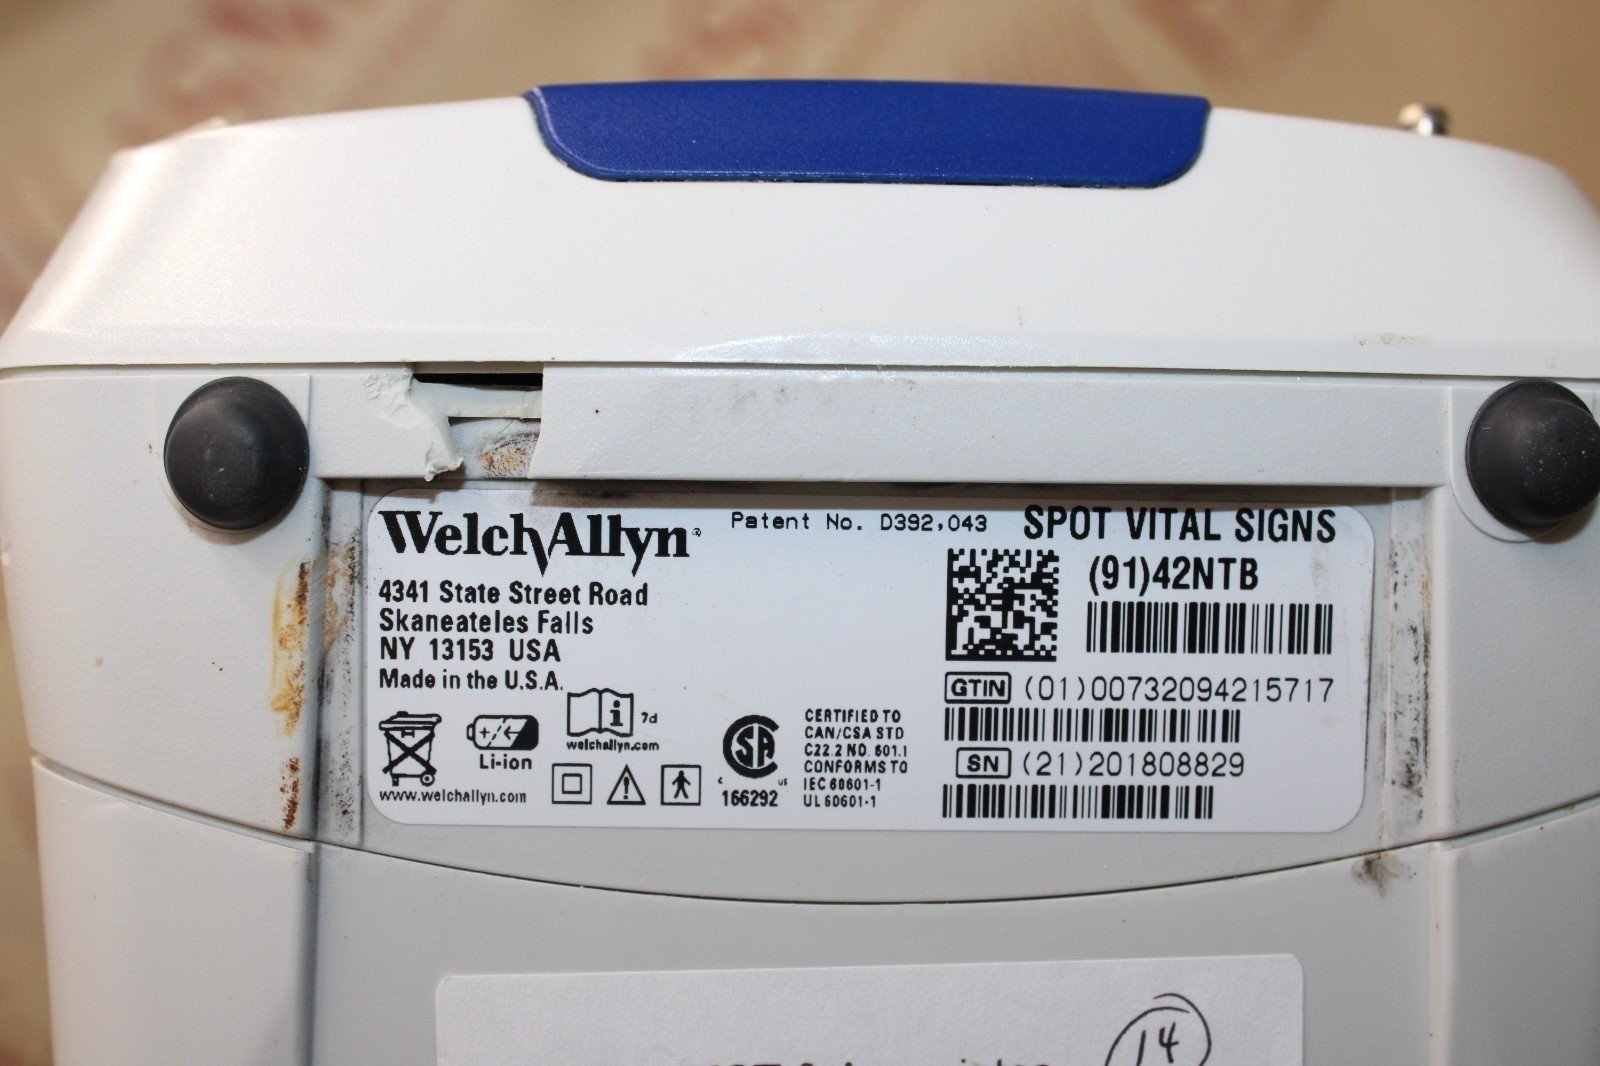 WelchAllyn
Patent No. D392,043
SPOT VITAL SIGNS
(91)42NTB
4341 State Street Road
Skaneateles Falls
NY 13153 USA
Made in the U.S.A.
GTIN (01)00732094215717
SN (21)201808829
i 7d
welchallyn.com
+/-
Li-ion
www.welchallyn.com
SA
c us
166292
CERTIFIED TO
CAN/CSA STD
C22.2 NO. 601.1
CONFORMS TO
IEC 60601-1
UL 60601-1
14